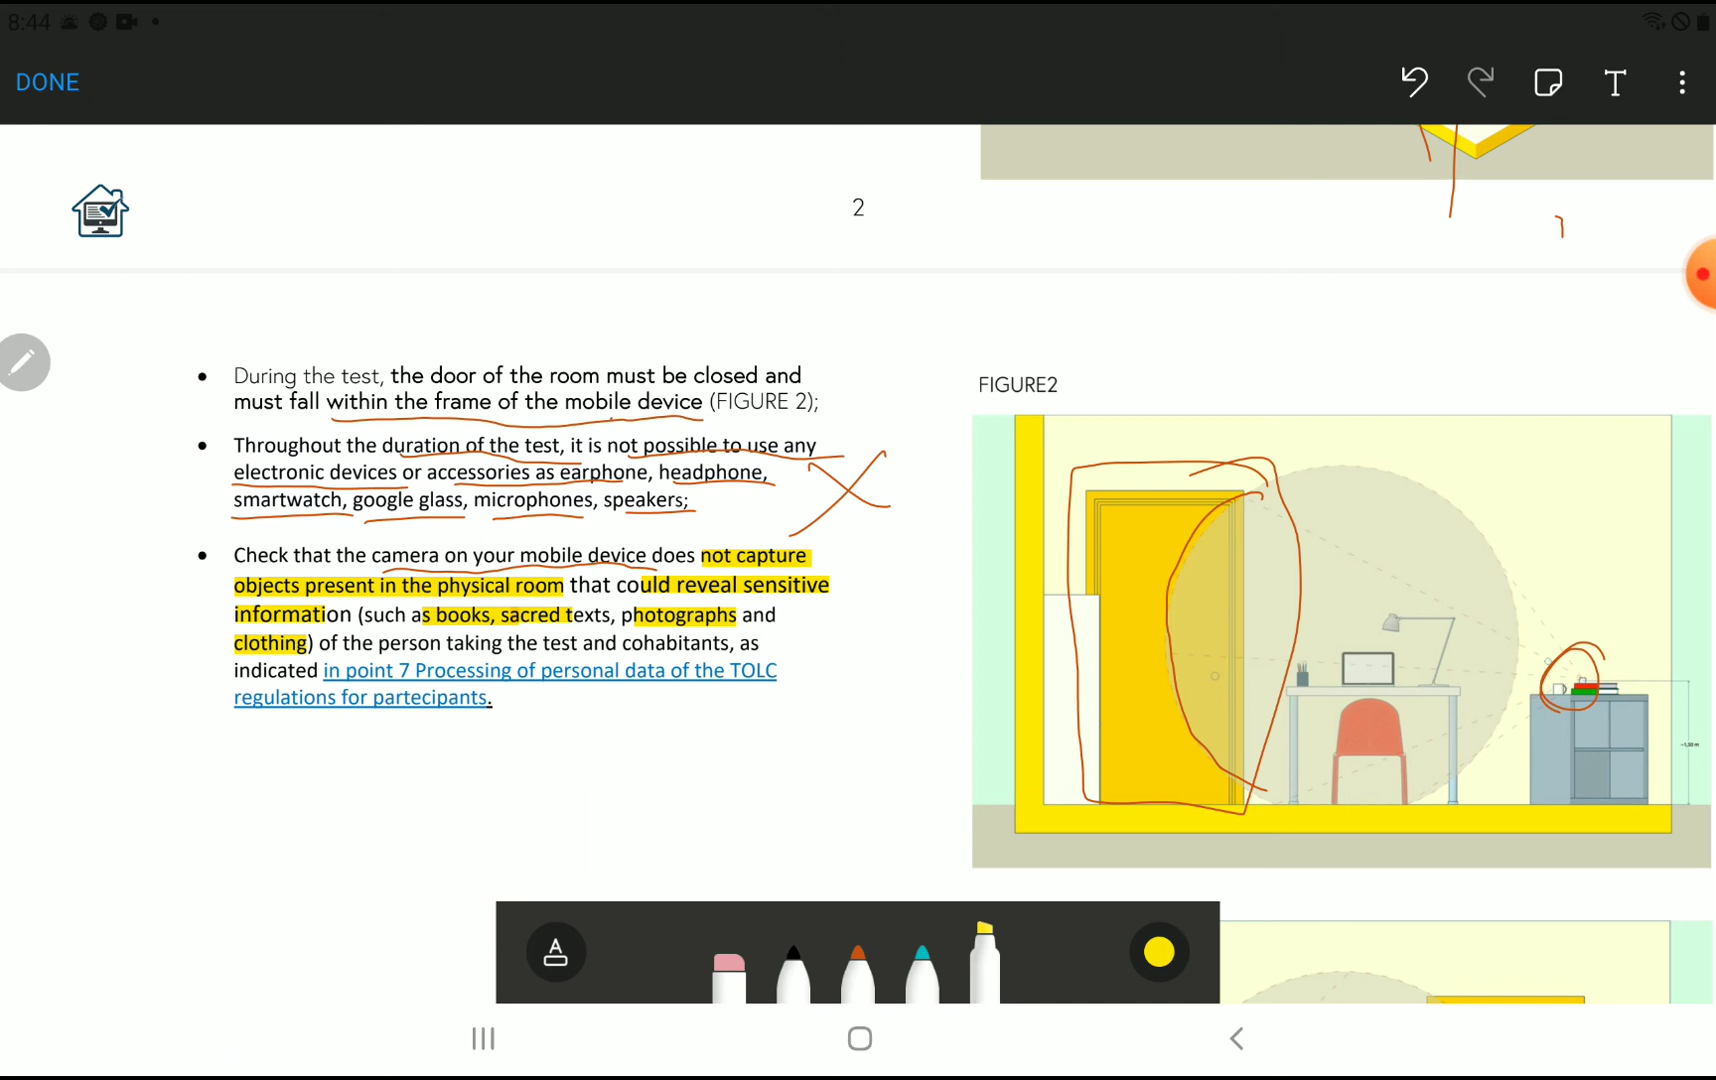 8:44
DONE
T
2
During the test, the door of the room must be closed and
must fall within the frame of the mobile device (FIGURE 2);
Throughout the duration of the test, it is not possible to use any
electronic devices or accessories as earphone, headphone,
smartwatch, google glass, microphones, speakers;
Check that the camera on your mobile device does not capture
objects present in the physical room that could reveal sensitive
information (such as books, sacred texts, photographs and
clothing) of the person taking the test and cohabitants, as
indicated in point 7 Processing of personal data of the TOLC
regulations for partecipants.
FIGURE2
A